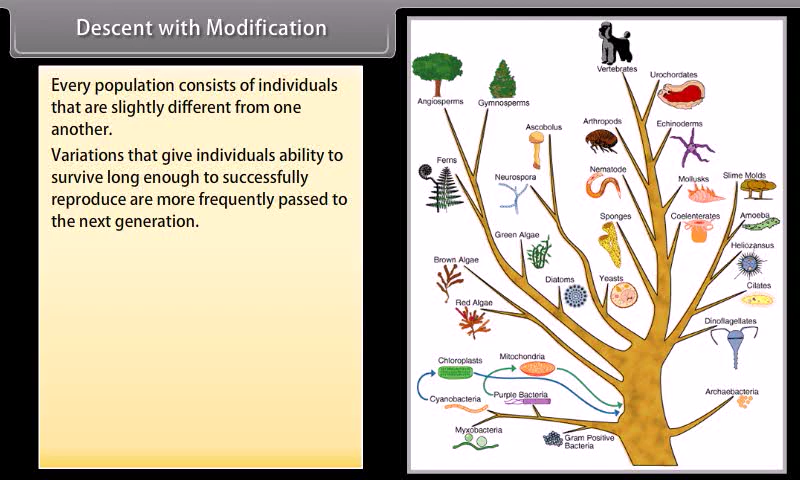 Descent with Modification
Every population consists of individuals
that are slightly different from one
another.
Variations that give individuals ability to
survive long enough to successfully
reproduce are more frequently passed to
the next generation.
Vertebrates
Urochordates
Angiosperms
Gymnosperms
Ascobolus
Arthropods
Echinoderms
Ferns
Neurospora
Nematode
Mollusks
Slime Molds
Sponges
Coelenterates
Amoeba
Green Algae
Heliozansus
Brown Algae
Diatoms
Yeasts
Ciliates
Red Algae
Dinoflagellates
Chloroplasts
Mitochondria
Cyanobacteria
Purple Bacteria
Archaebacteria
Myxobacteria
Gram Positive
Bacteria